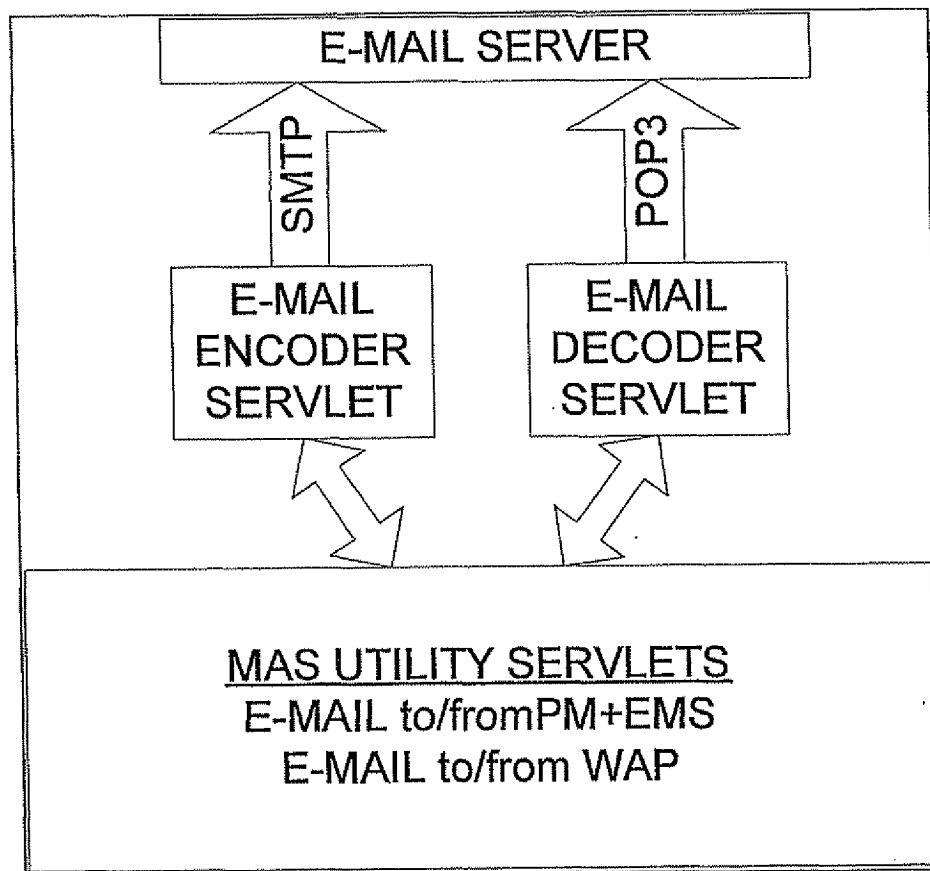 E-MAIL SERVER
SMTP
POP3
E-MAIL
ENCODER
SERVLET
E-MAIL
DECODER
SERVLET
MAS UTILITY SERVLETS
E-MAIL to/fromPM+EMS
E-MAIL to/from WAP